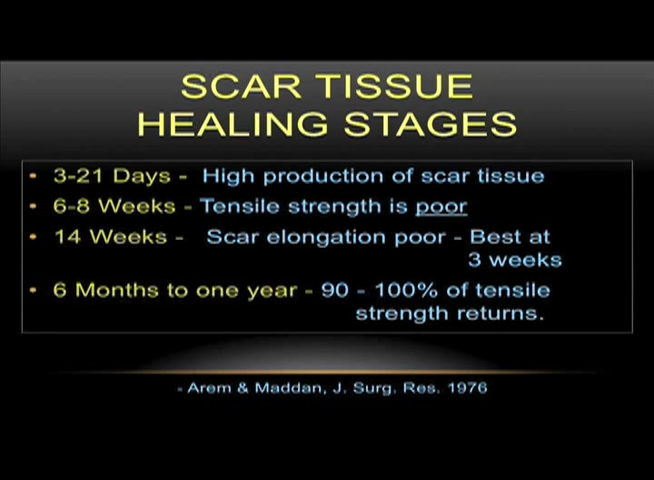 SCAR TISSUE
HEALING STAGES
• 3-21 Days - High production of scar tissue
• 6-8 Weeks - Tensile strength is poor
• 14 Weeks - Scar elongation poor - Best at
3 weeks
• 6 Months to one year - 90 - 100% of tensile
strength returns.
- Arem & Maddan, J. Surg. Res. 1976